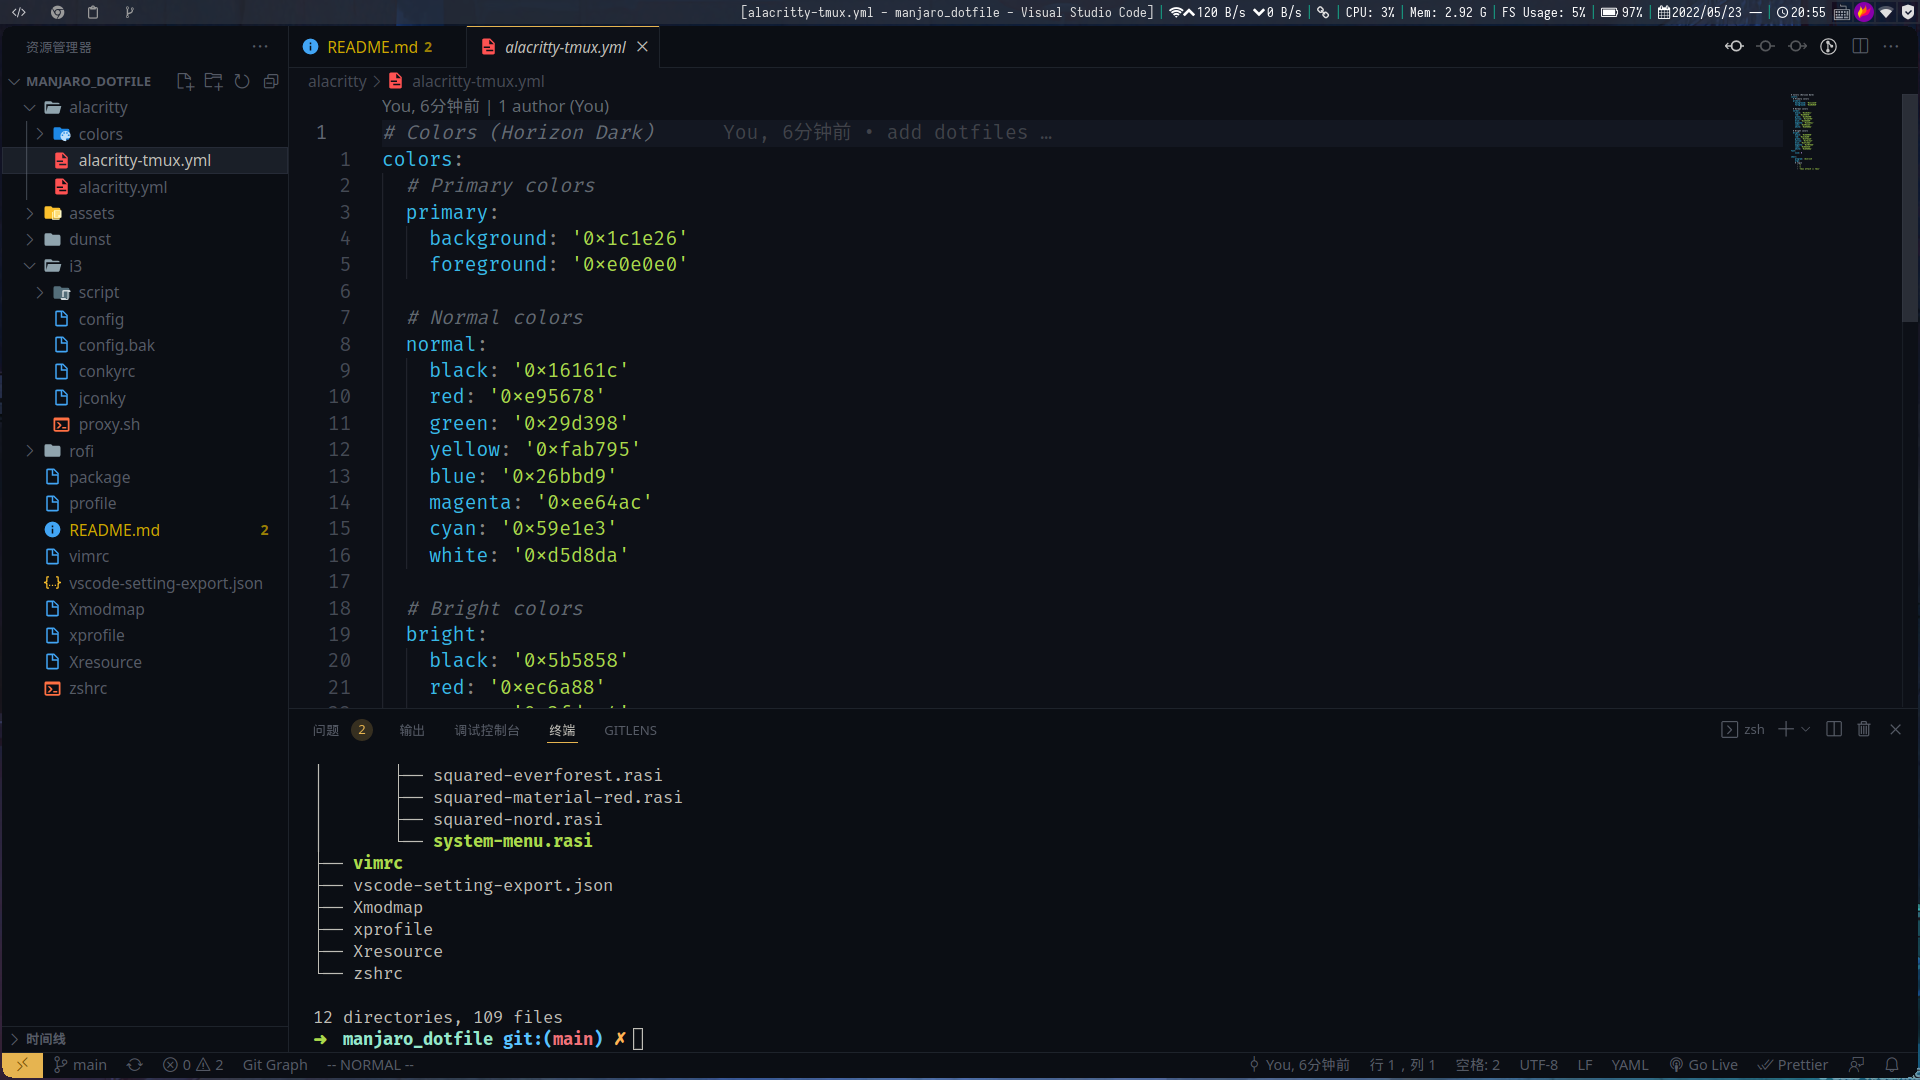 [alacritty-tmux.yml - manjaro_dotfile - Visual Studio Code] 120 B/s 0 B/s CPU: 3% Mem: 2.92 G FS Usage: 5% 97% 2022/05/23 一 20:55
资源管理器
README.md 2
alacritty-tmux.yml
MANJARO_DOTFILE
alacritty
colors
alacritty-tmux.yml
alacritty.yml
assets
dunst
i3
script
config
config.bak
conkyrc
jconky
proxy.sh
rofi
package
profile
README.md 2
vimrc
vscode-setting-export.json
Xmodmap
xprofile
Xresource
zshrc
时间线
alacritty > alacritty-tmux.yml
You, 6分钟前 | 1 author (You)
1 # Colors (Horizon Dark) You, 6分钟前 • add dotfiles …
1 colors:
2 # Primary colors
3 primary:
4 background: '0×1c1e26'
5 foreground: '0×e0e0e0'
6
7 # Normal colors
8 normal:
9 black: '0×16161c'
10 red: '0×e95678'
11 green: '0×29d398'
12 yellow: '0×fab795'
13 blue: '0×26bbd9'
14 magenta: '0×ee64ac'
15 cyan: '0×59e1e3'
16 white: '0×d5d8da'
17
18 # Bright colors
19 bright:
20 black: '0×5b5858'
21 red: '0×ec6a88'
问题 2 输出 调试控制台 终端 GITLENS zsh
├── squared-everforest.rasi
├── squared-material-red.rasi
├── squared-nord.rasi
└── system-menu.rasi
├── vimrc
├── vscode-setting-export.json
├── Xmodmap
├── xprofile
├── Xresource
└── zshrc
12 directories, 109 files
➜ manjaro_dotfile git:(main) ✗
main 0 2 Git Graph -- NORMAL -- You, 6分钟前 行 1，列 1 空格: 2 UTF-8 LF YAML Go Live Prettier